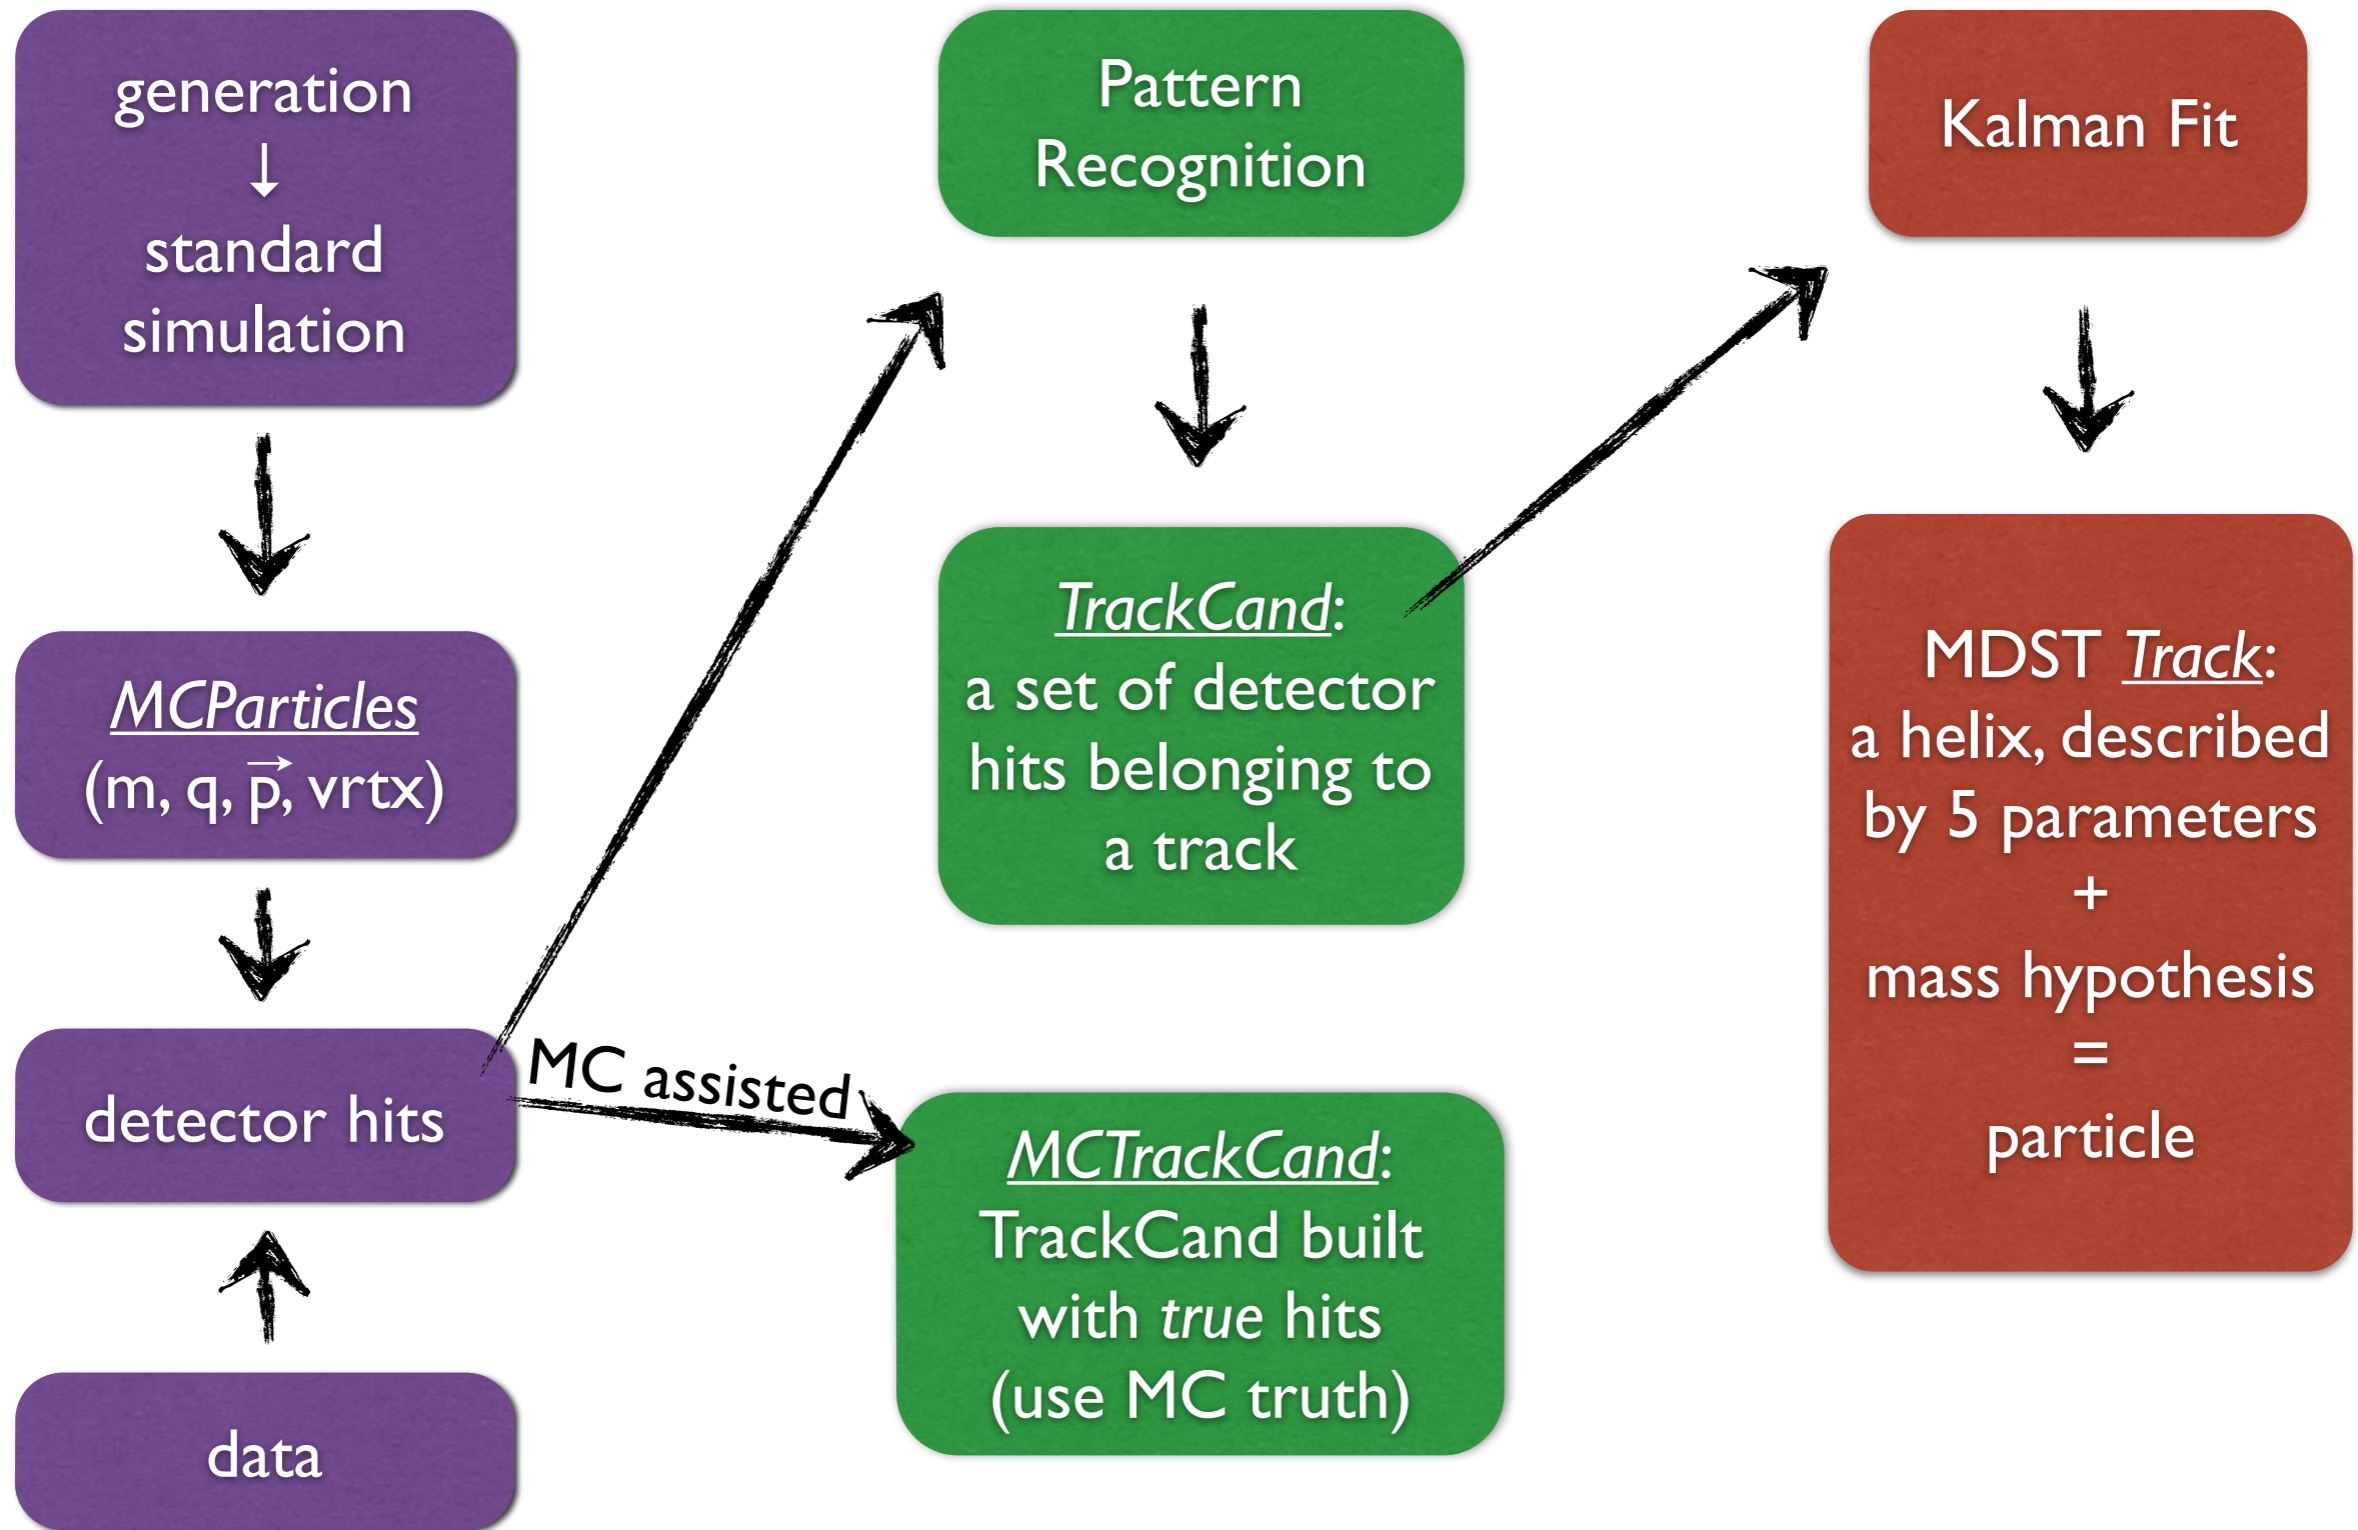 generation
↓
standard
simulation
MCParticles
(m, q, p⃗, vrtx)
detector hits
data
MC assisted
Pattern
Recognition
TrackCand:
a set of detector
hits belonging to
a track
MCTrackCand:
TrackCand built
with true hits
(use MC truth)
Kalman Fit
MDST Track:
a helix, described
by 5 parameters
+
mass hypothesis
=
particle